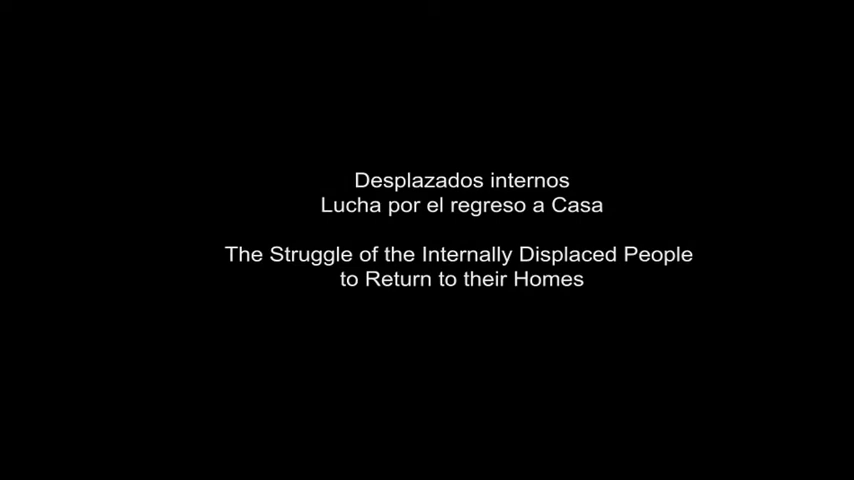 Desplazados internos
Lucha por el regreso a Casa
The Struggle of the Internally Displaced People
to Return to their Homes